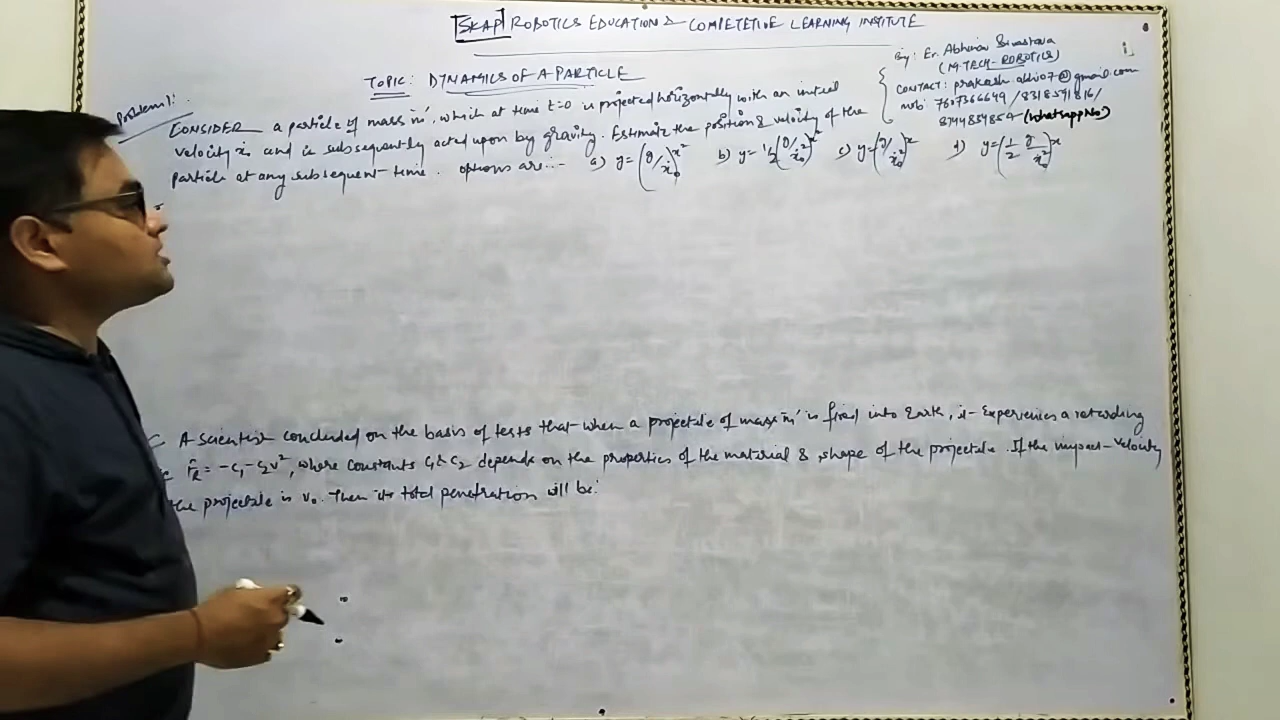 SKAP ROBOTICS EDUCATION & COMPETETIVE LEARNING INSTITUTE
By: Er. Abhinav Srivastava
(M.TECH-ROBOTICS)
CONTACT: prakash.abhi07@gmail.com
mob: 7607366649/9318591816/
8744854854 (Whatsapp No)
TOPIC: DYNAMICS OF A PARTICLE
Problem 1:
CONSIDER a particle of mass 'm', which at time t=0 is projected horizontally with an initial
velocity ẋ₀ and is subsequently acted upon by gravity. Estimate the position & velocity of the
particle at any subsequent time. options are:- a) y=(g/ẋ₀)x² b) y=1/2(g/ẋ₀²)x² c) y=(g/ẋ₀²)x d) y=(1/2 g/ẋ₀²)x
A scientist concluded on the basis of tests that when a projectile of mass 'm' is fired into Earth, it experiences a retarding
F_R = -c₁-c₂v², where constants c₁ & c₂ depends on the properties of the material & shape of the projectile. If the impact-velocity
the projectile is v₀. Then its total penetration will be: